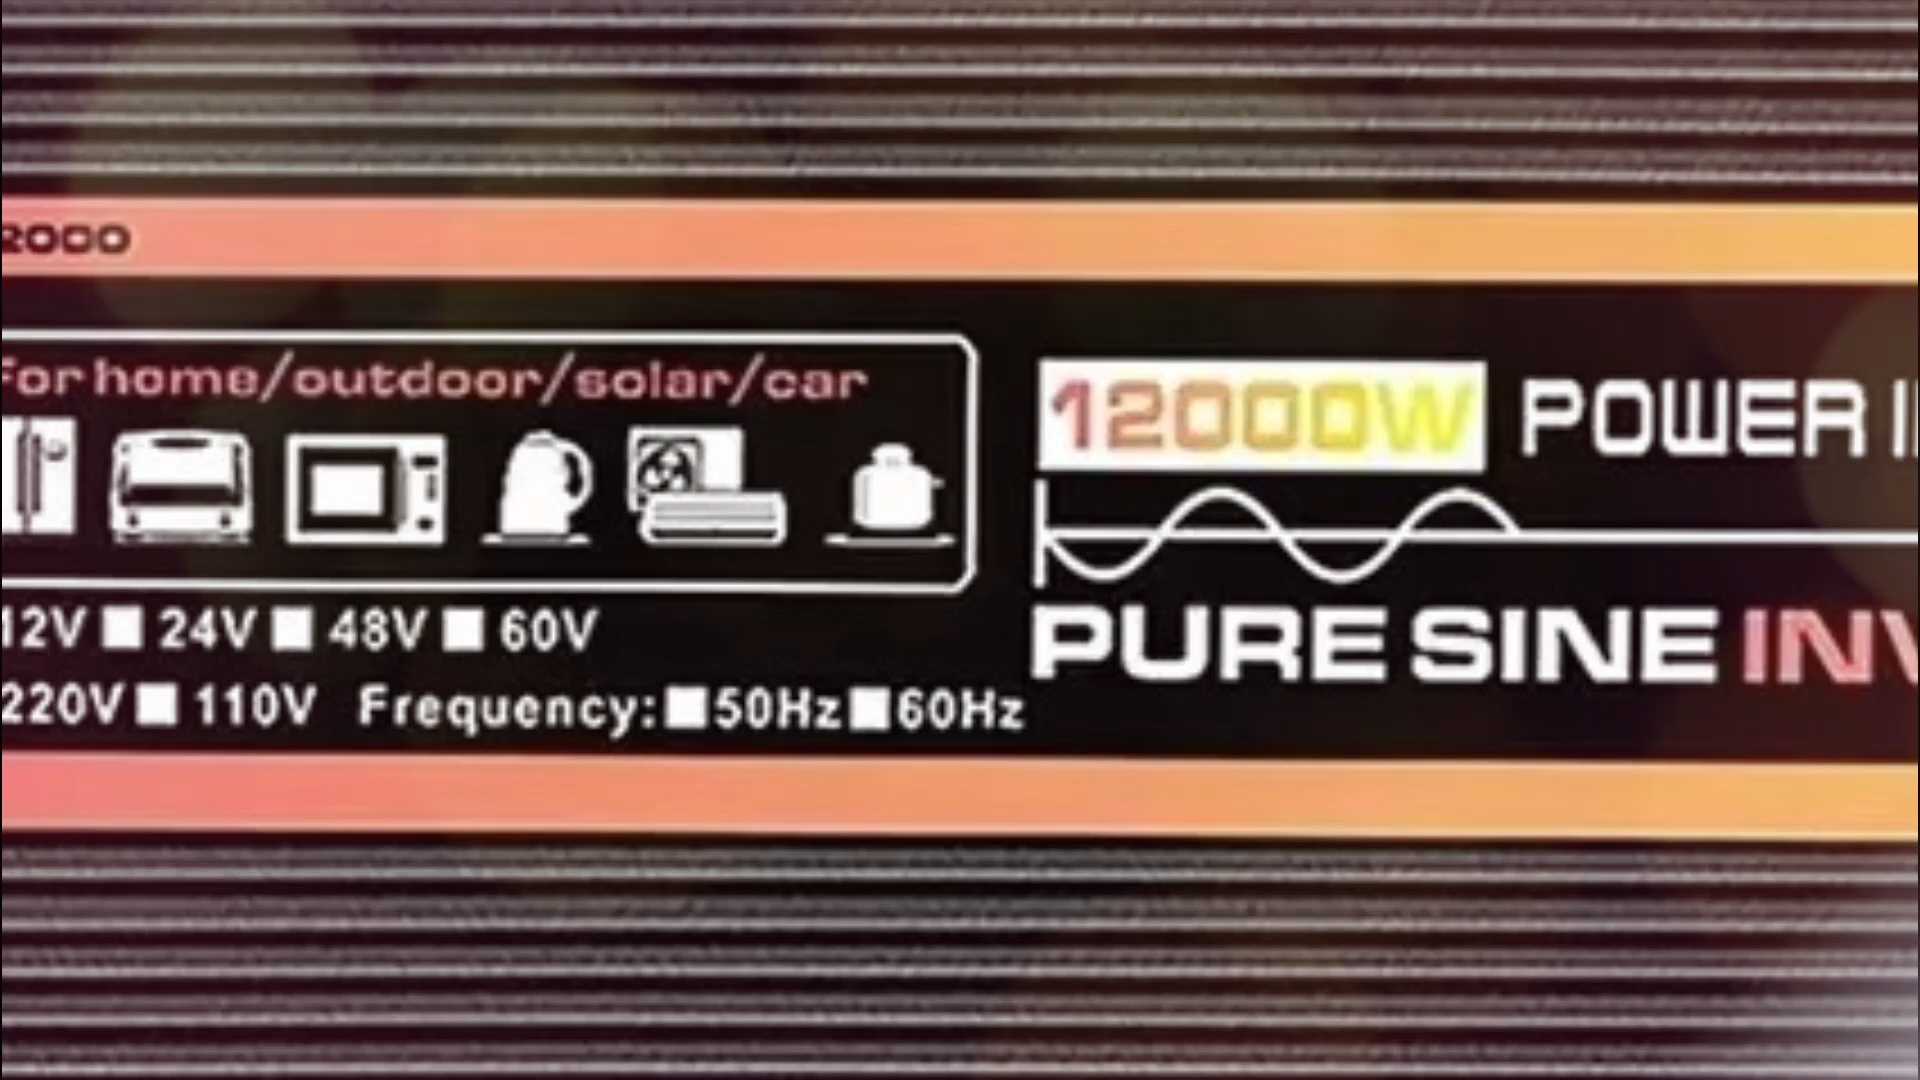 2000
For home/outdoor/solar/car
12000W POWER
12V ■ 24V ■ 48V ■ 60V
PURE SINE INV
220V ■ 110V Frequency: ■50Hz ■60Hz